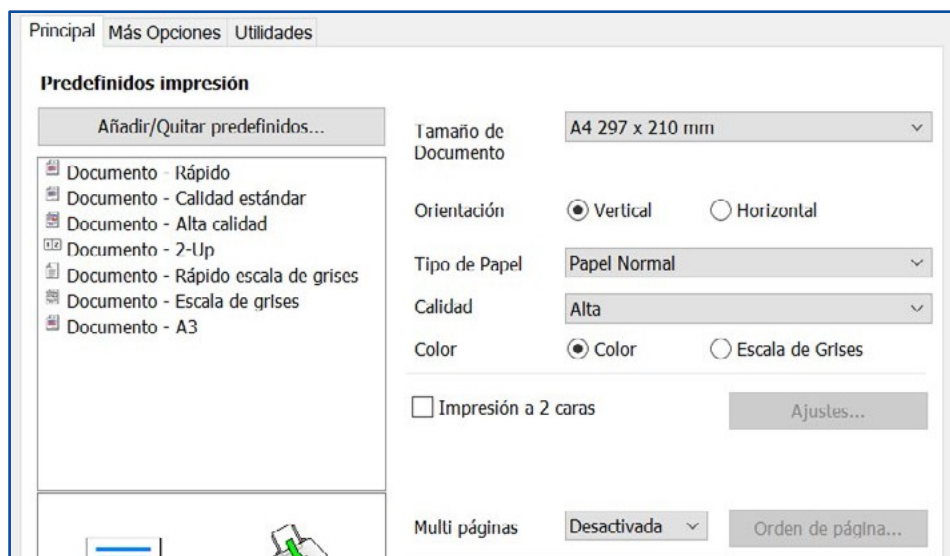 Principal Más Opciones Utilidades
Predefinidos impresión
Añadir/Quitar predefinidos...
Documento - Rápido
Documento - Calidad estándar
Documento - Alta calidad
Documento - 2-Up
Documento - Rápido escala de grises
Documento - Escala de grises
Documento - A3
Tamaño de
Documento
A4 297 x 210 mm
Orientación Vertical Horizontal
Tipo de Papel Papel Normal
Calidad Alta
Color Color Escala de Grises
Impresión a 2 caras Ajustes...
Multi páginas Desactivada Orden de página...